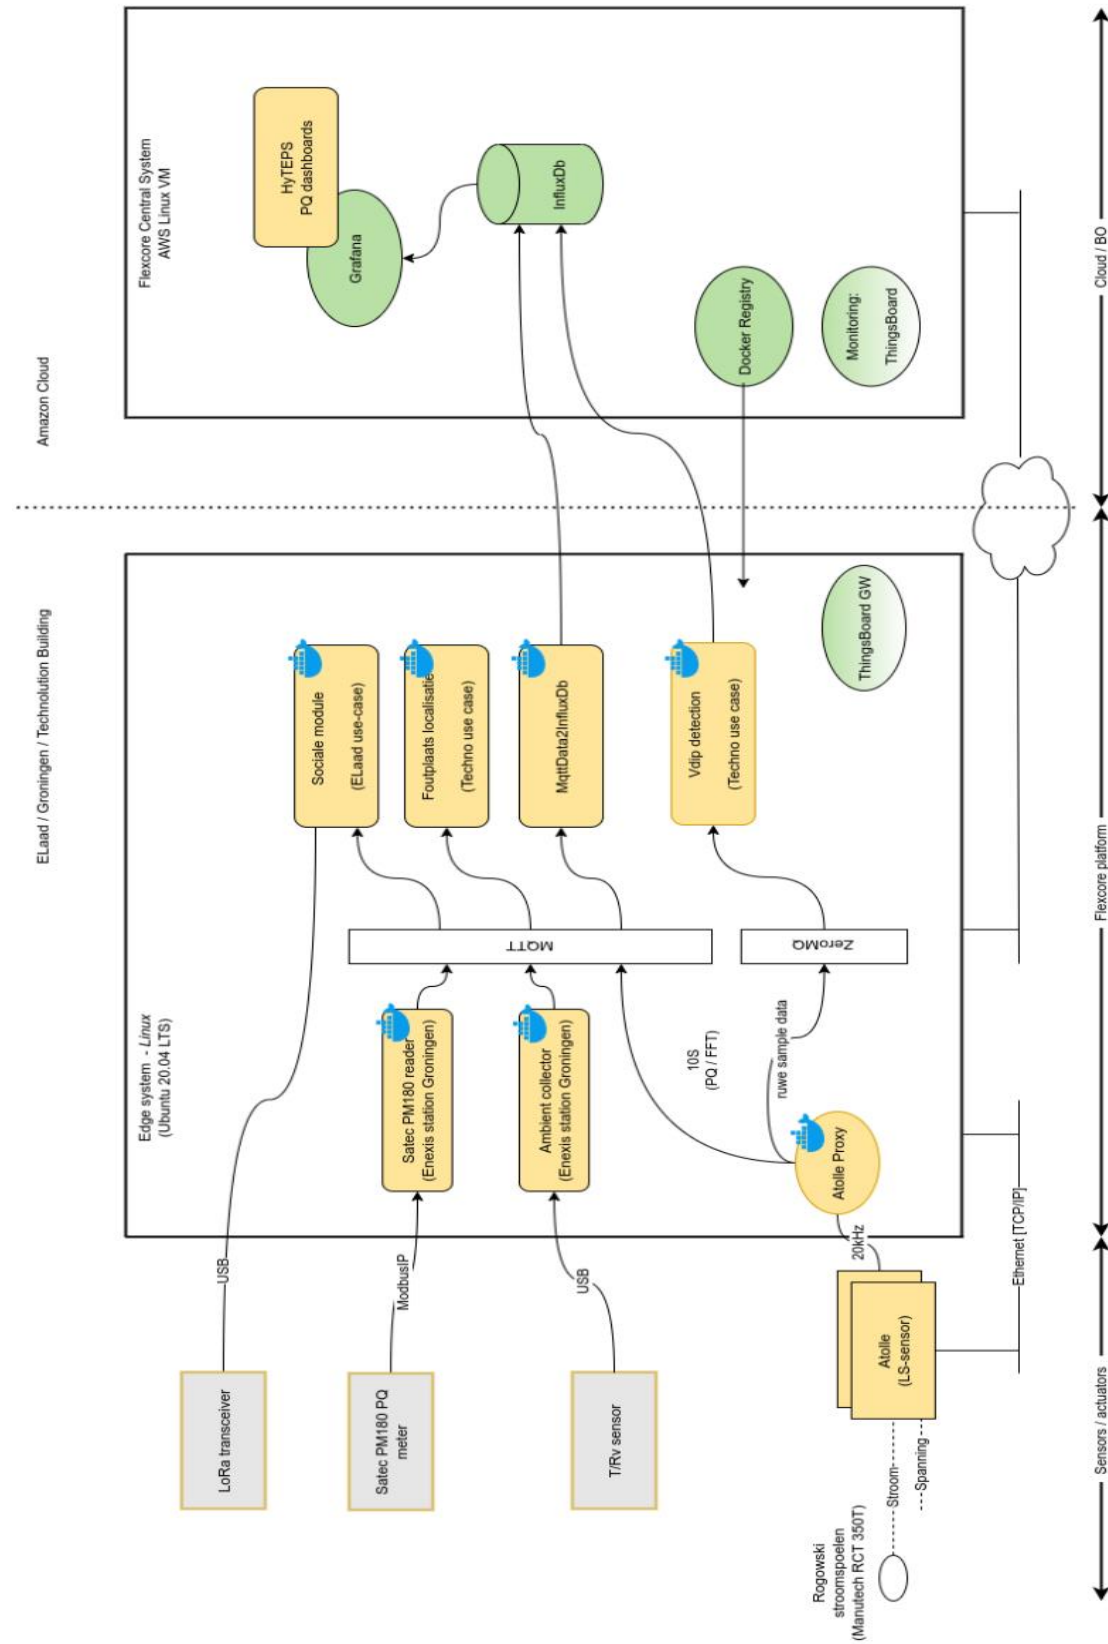 ELaad / Groningen / Technolution Building
Amazon Cloud
Edge system - Linux
(Ubuntu 20.04 LTS)
Flexcore Central System
AWS Linux VM
LoRa transceiver
USB
Sociale module
(ELaad use-case)
HyTEPS
PQ dashboards
Grafana
Satec PM180 PQ
meter
ModbusIP
Satec PM180 reader
(Enexis station Groningen)
MQTT
Foutplaats localisatie
(Techno use case)
InfluxDb
T/Rv sensor
USB
Ambient collector
(Enexis station Groningen)
MqttData2InfluxDb
10S
(PQ / FFT)
ruwe sample data
ZeroMQ
Vdip detection
(Techno use case)
Docker Registry
Rogowski
stroomspoelen
(Manutech RCT 350T)
Stroom
Spanning
Atolle
(LS-sensor)
20kHz
Atolle Proxy
ThingsBoard GW
Monitoring:
ThingsBoard
Ethernet [TCP/IP]
Sensors / actuators
Flexcore platform
Cloud / BO